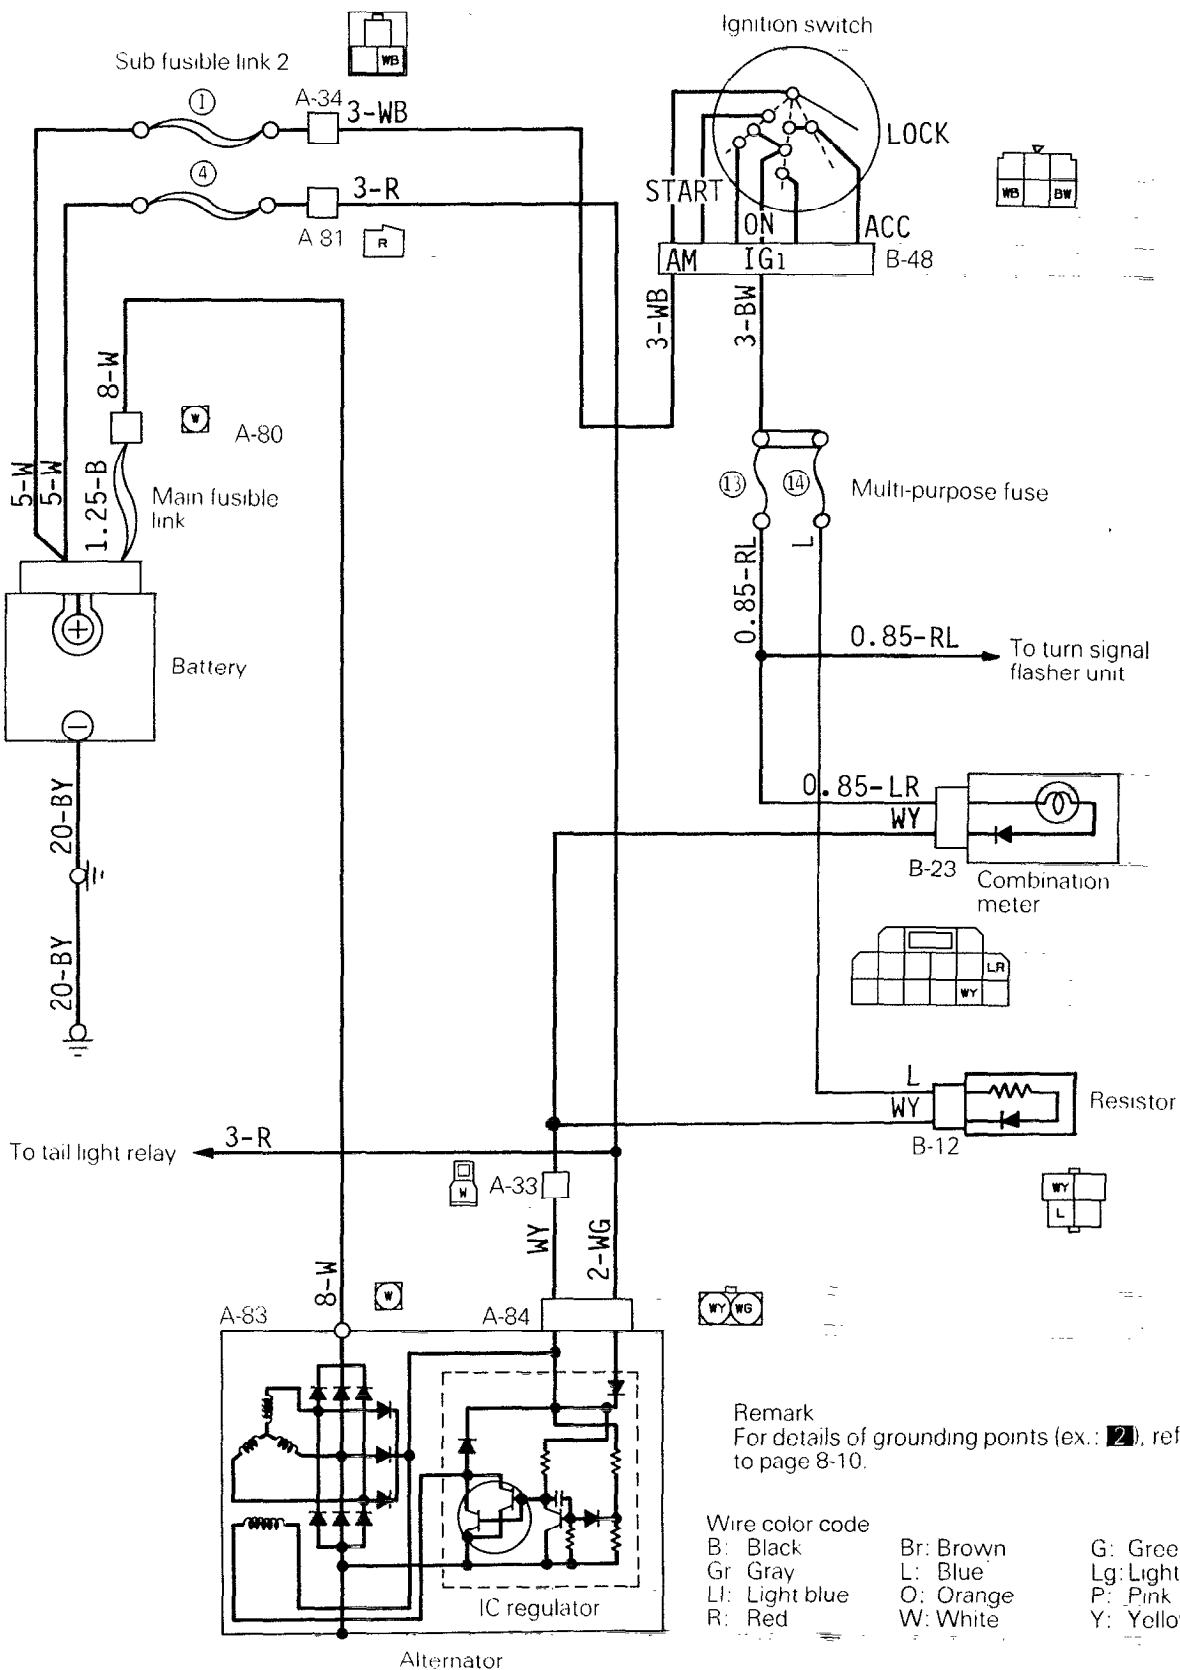 Ignition switch
Sub fusible link 2
WB
①
A-34
3-WB
LOCK
④
3-R
A 81
R
START
ON
ACC
WB
BW
AM
IG1
B-48
3-WB
3-BW
8-W
W
A-80
5-W
5-W
1.25-B
Main fusible
link
⑬
⑭
Multi-purpose fuse
L
0.85-RL
0.85-RL
To turn signal
flasher unit
+
Battery
−
20-BY
0.85-LR
WY
B-23
Combination
meter
20-BY
LR
WY
L
WY
Resistor
B-12
To tail light relay
3-R
W
A-33
WY
L
WY
2-WG
8-W
W
A-83
A-84
WY
WG
Remark
For details of grounding points (ex.: 2), ref
to page 8-10.
Wire color code
B: Black
Br: Brown
G: Gree
Gr Gray
L: Blue
Lg: Light
Ll: Light blue
O: Orange
P: Pink
R: Red
W: White
Y: Yello
IC regulator
Alternator